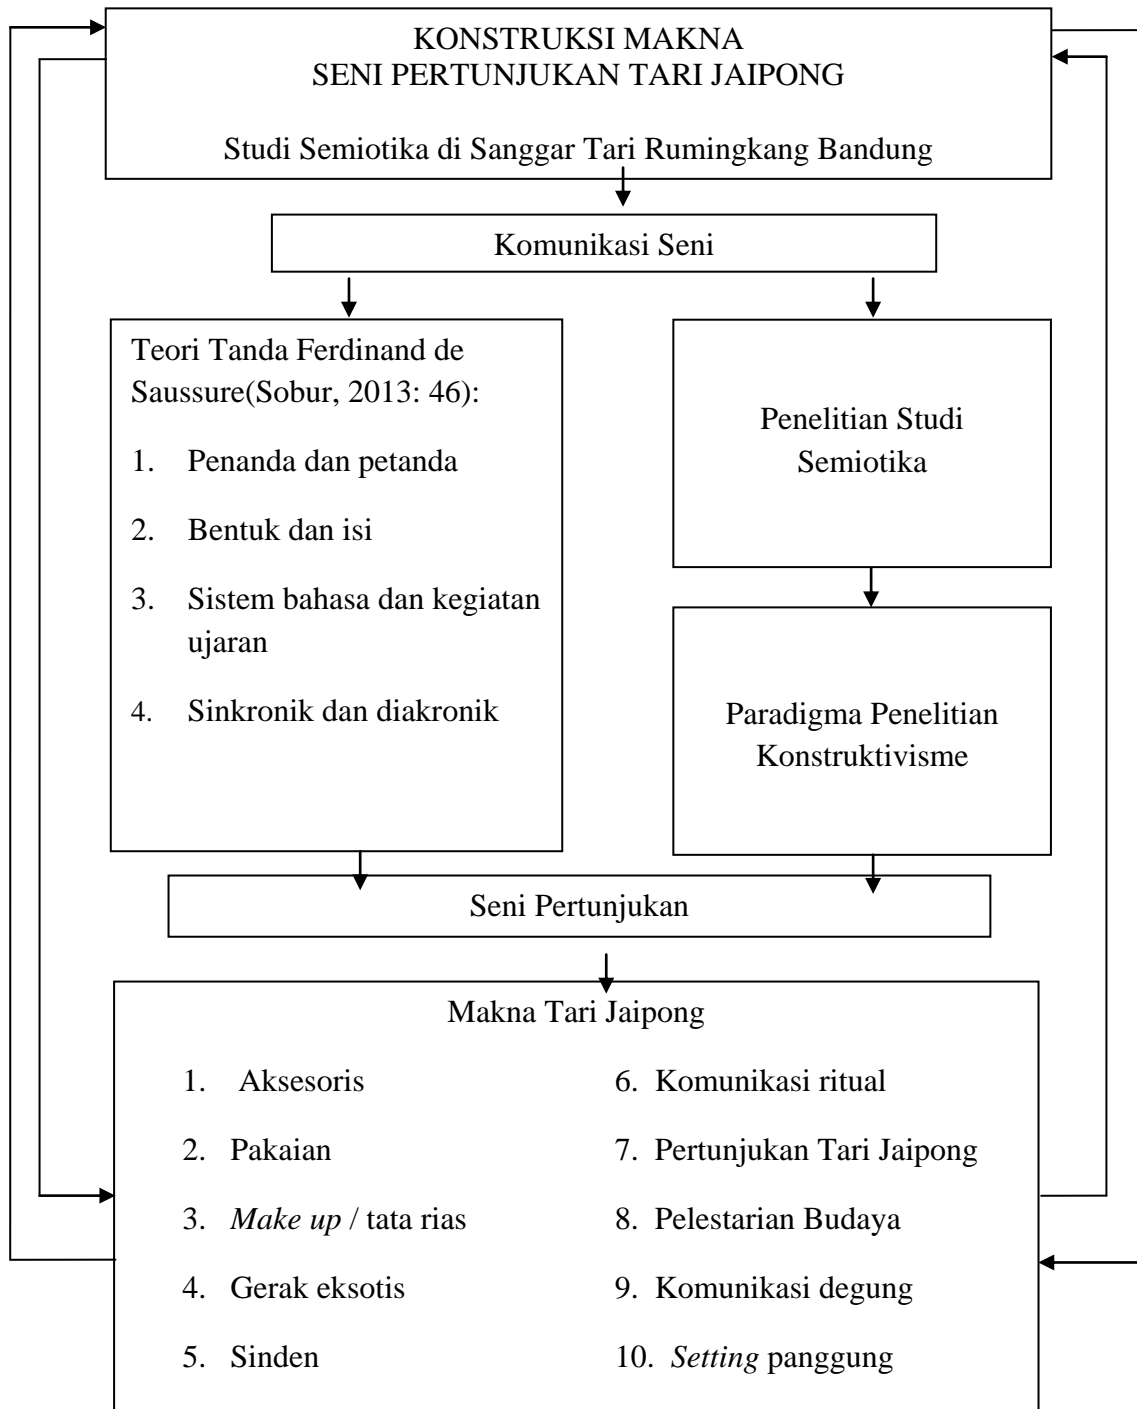 KONSTRUKSI MAKNA
SENI PERTUNJUKAN TARI JAIPONG
Studi Semiotika di Sanggar Tari Rumingkang Bandung
Komunikasi Seni
Teori Tanda Ferdinand de
Saussure(Sobur, 2013: 46):
1. Penanda dan petanda
2. Bentuk dan isi
3. Sistem bahasa dan kegiatan
ujaran
4. Sinkronik dan diakronik
Penelitian Studi
Semiotika
Paradigma Penelitian
Konstruktivisme
Seni Pertunjukan
Makna Tari Jaipong
1. Aksesoris
2. Pakaian
3. Make up / tata rias
4. Gerak eksotis
5. Sinden
6. Komunikasi ritual
7. Pertunjukan Tari Jaipong
8. Pelestarian Budaya
9. Komunikasi degung
10. Setting panggung